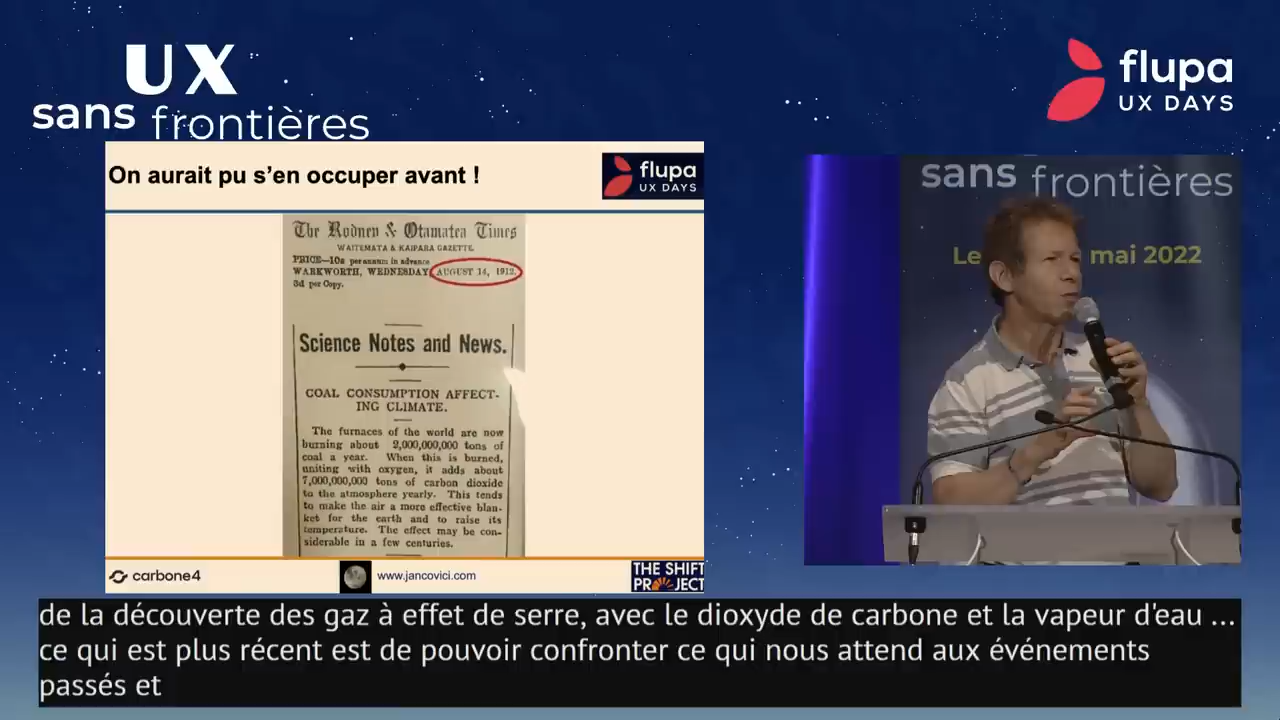 UX
sans frontières
flupa
UX DAYS
On aurait pu s'en occuper avant !
flupa
UX DAYS
The Rodney & Otamatea Times
WAITEMATA & KAIPARA GAZETTE.
PRICE—10s per annum in advance
WARKWORTH, WEDNESDAY, AUGUST 14, 1912.
3d per Copy.
Science Notes and News.
COAL CONSUMPTION AFFECT-
ING CLIMATE.
The furnaces of the world are now
burning about 2,000,000,000 tons of
coal a year. When this is burned,
uniting with oxygen, it adds about
7,000,000,000 tons of carbon dioxide
to the atmosphere yearly. This tends
to make the air a more effective blan-
ket for the earth and to raise its
temperature. The effect may be con-
siderable in a few centuries.
carbone4
www.jancovici.com
THE SHIFT
PROJECT
sans frontières
Le
mai 2022
de la découverte des gaz à effet de serre, avec le dioxyde de carbone et la vapeur d'eau ...
ce qui est plus récent est de pouvoir confronter ce qui nous attend aux événements
passés et